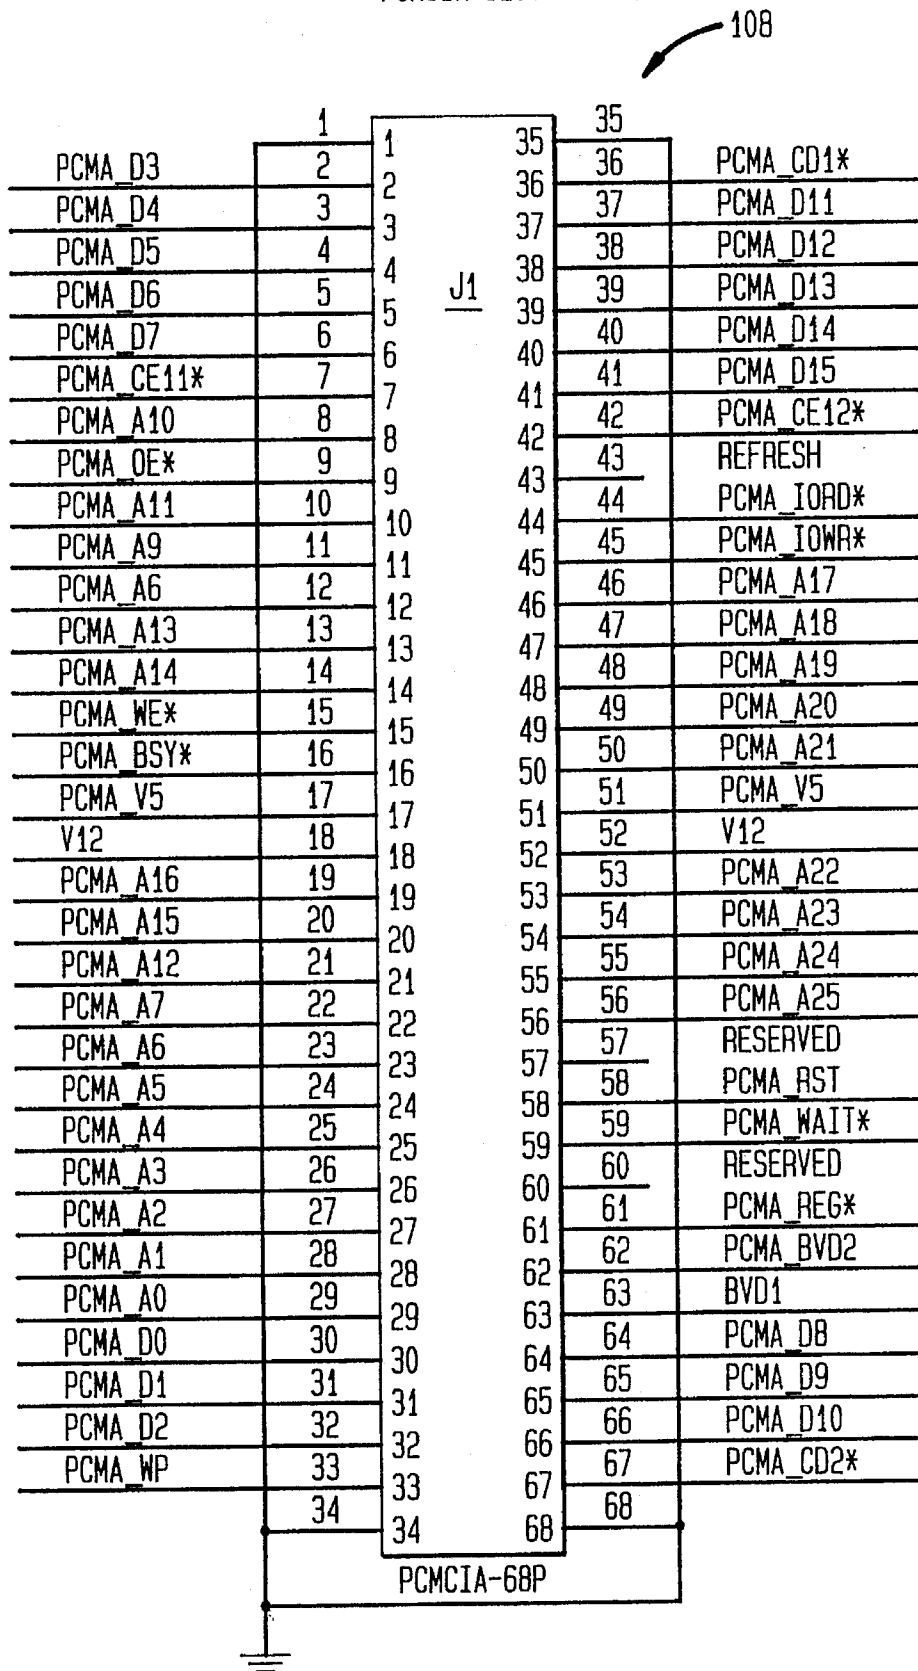 108
1 1 35 35
PCMA_D3 2 2 36 36 PCMA_CD1*
PCMA_D4 3 3 37 37 PCMA_D11
PCMA_D5 4 4 38 38 PCMA_D12
PCMA_D6 5 5 J1 39 39 PCMA_D13
PCMA_D7 6 6 40 40 PCMA_D14
PCMA_CE11* 7 7 41 41 PCMA_D15
PCMA_A10 8 8 42 42 PCMA_CE12*
PCMA_OE* 9 9 43 43 REFRESH
PCMA_A11 10 10 44 44 PCMA_IORD*
PCMA_A9 11 11 45 45 PCMA_IOWR*
PCMA_A6 12 12 46 46 PCMA_A17
PCMA_A13 13 13 47 47 PCMA_A18
PCMA_A14 14 14 48 48 PCMA_A19
PCMA_WE* 15 15 49 49 PCMA_A20
PCMA_BSY* 16 16 50 50 PCMA_A21
PCMA_V5 17 17 51 51 PCMA_V5
V12 18 18 52 52 V12
PCMA_A16 19 19 53 53 PCMA_A22
PCMA_A15 20 20 54 54 PCMA_A23
PCMA_A12 21 21 55 55 PCMA_A24
PCMA_A7 22 22 56 56 PCMA_A25
PCMA_A6 23 23 57 57 RESERVED
PCMA_A5 24 24 58 58 PCMA_RST
PCMA_A4 25 25 59 59 PCMA_WAIT*
PCMA_A3 26 26 60 60 RESERVED
PCMA_A2 27 27 61 61 PCMA_REG*
PCMA_A1 28 28 62 62 PCMA_BVD2
PCMA_A0 29 29 63 63 BVD1
PCMA_D0 30 30 64 64 PCMA_D8
PCMA_D1 31 31 65 65 PCMA_D9
PCMA_D2 32 32 66 66 PCMA_D10
PCMA_WP 33 33 67 67 PCMA_CD2*
34 34 68 68
PCMCIA-68P